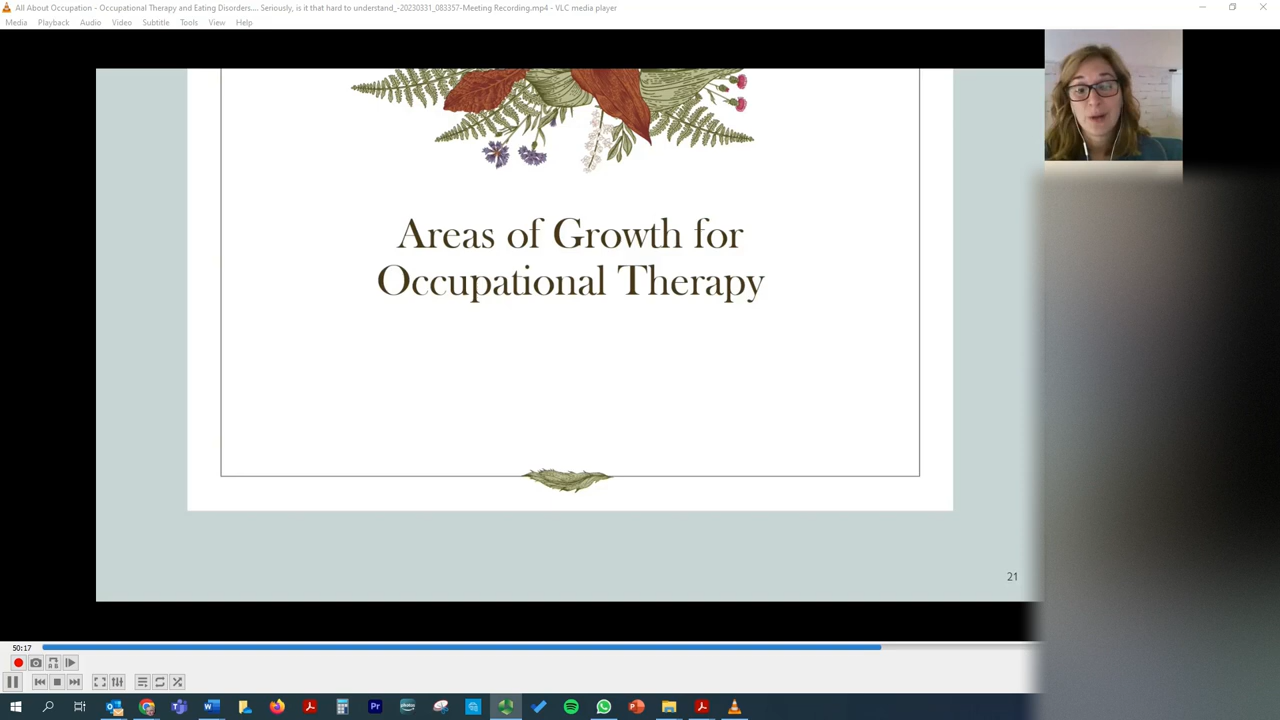 All About Occupation - Occupational Therapy and Eating Disorders.... Seriously, is it that hard to understand_-20230331_083357-Meeting Recording.mp4 - VLC media player
Media Playback Audio Video Subtitle Tools View Help
Areas of Growth for
Occupational Therapy
21
50:17
Pr